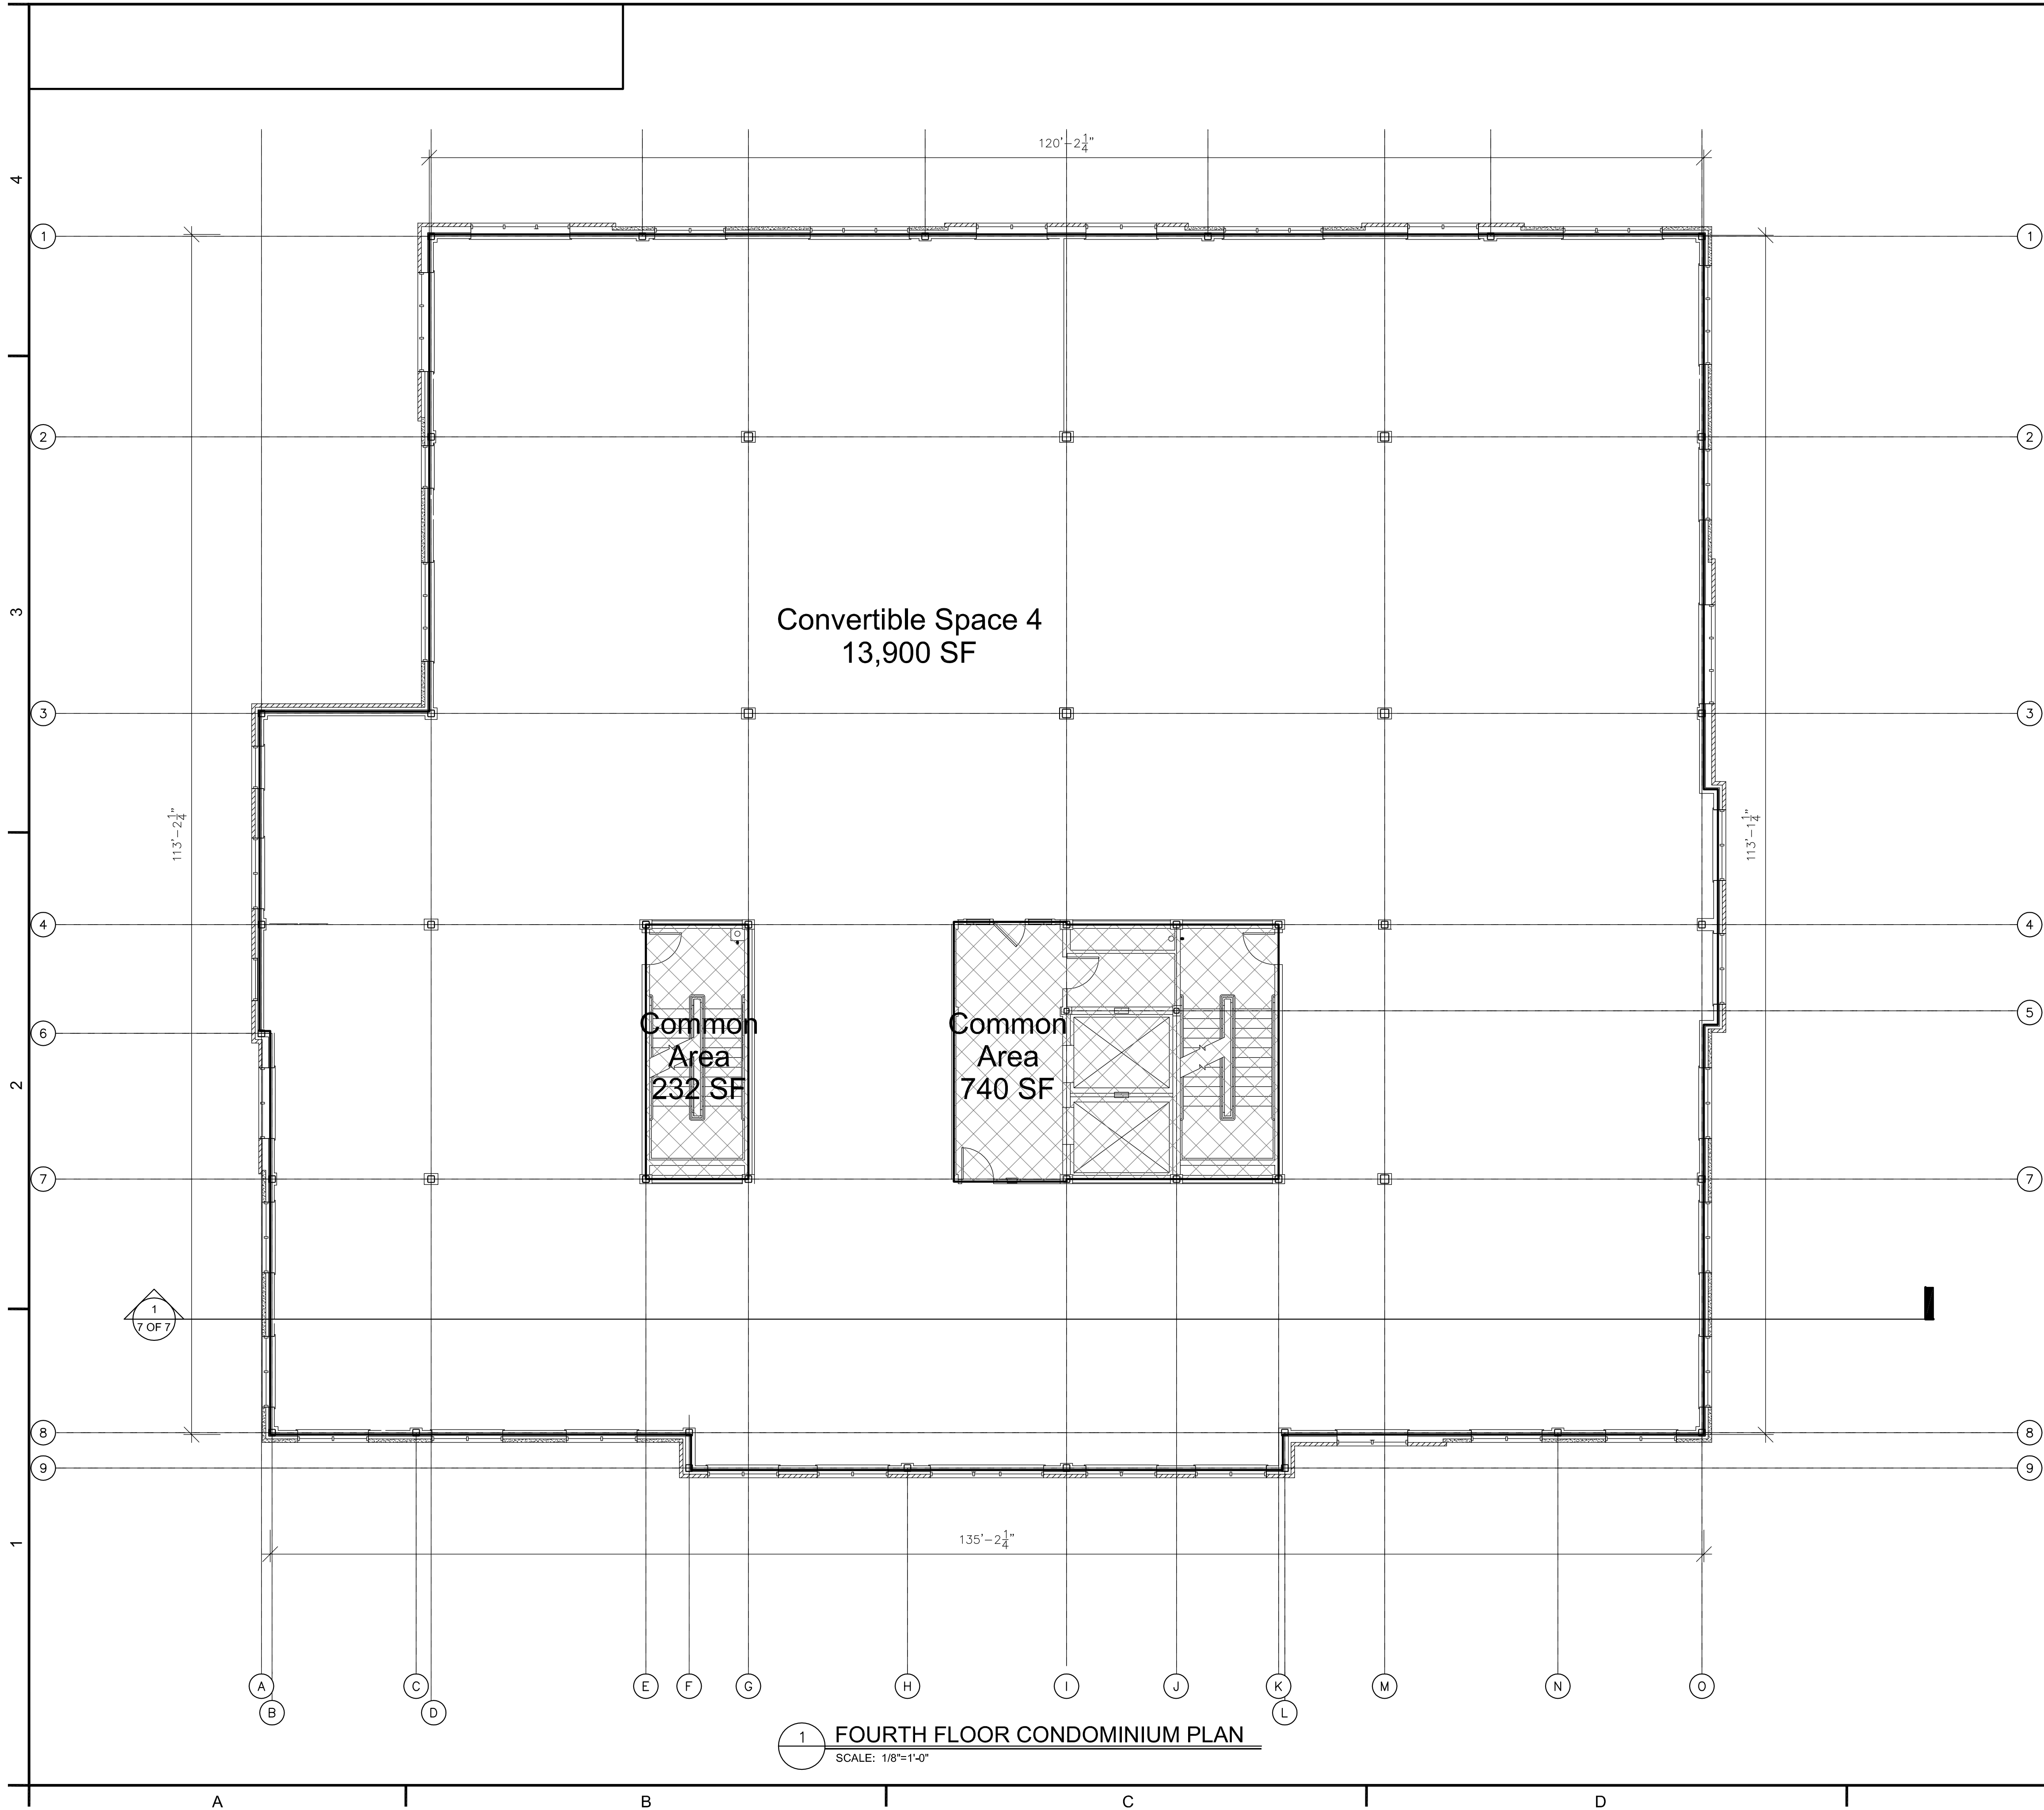 120'-2 1/4"
4
1
1
2
2
3
Convertible Space 4
13,900 SF
3
3
113'-2 1/4"
113'-1 1/4"
4
4
Common
Area
232 SF
Common
Area
740 SF
5
6
2
7
7
1
7 OF 7
8
8
9
9
1
135'-2 1/4"
A
B
C
D
E
F
G
H
I
J
K
L
M
N
O
1
FOURTH FLOOR CONDOMINIUM PLAN
SCALE: 1/8"=1'-0"
A
B
C
D